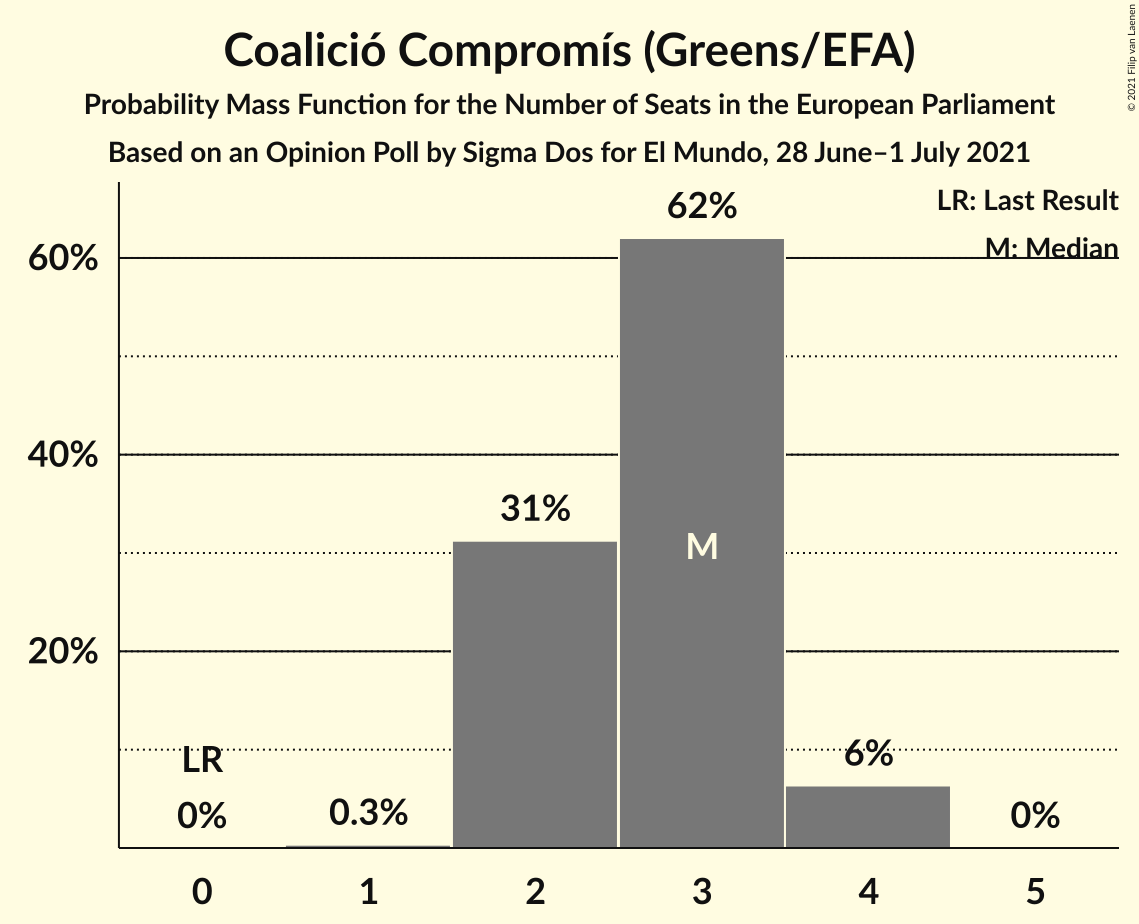 Coalició Compromís (Greens/EFA)
Probability Mass Function for the Number of Seats in the European Parliament
Based on an Opinion Poll by Sigma Dos for El Mundo, 28 June–1 July 2021
© 2021 Filip van Laenen
LR: Last Result
M: Median
62%
60%
40%
31%
M
20%
LR
6%
0%
0.3%
0%
0 1 2 3 4 5